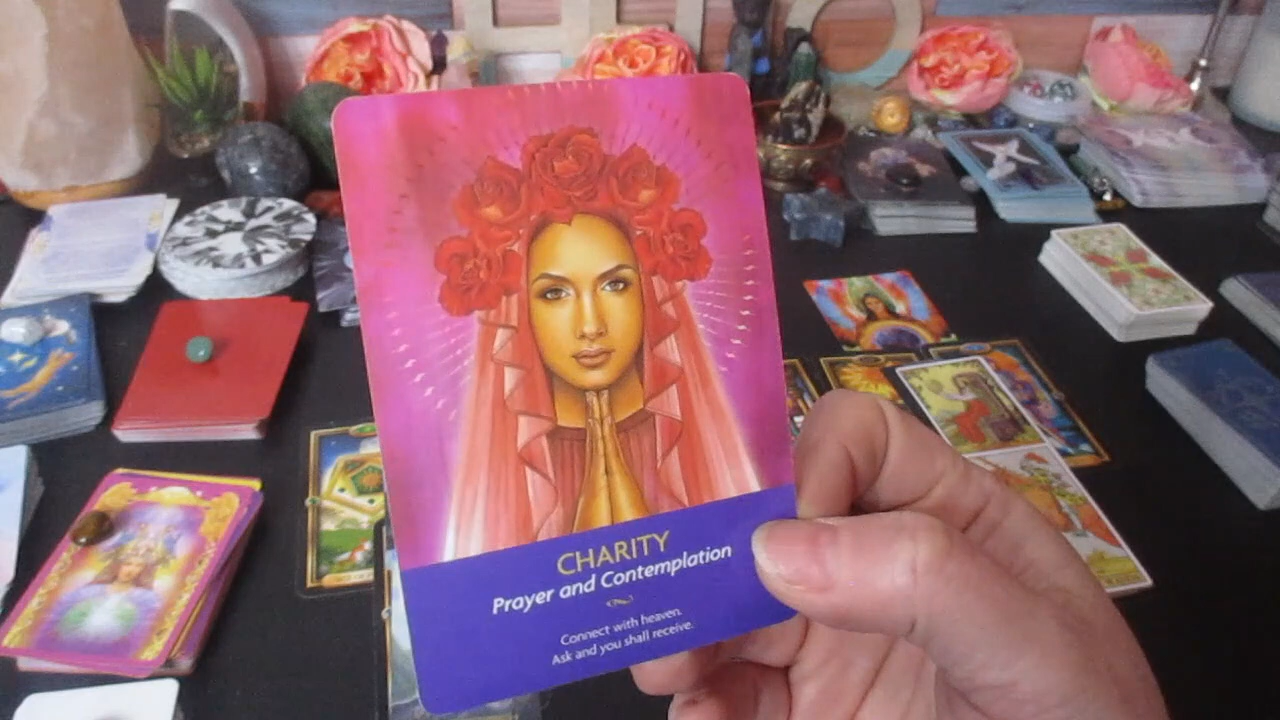 CHARITY
Prayer and Contemplation
Connect with heaven.
Ask and you shall receive.